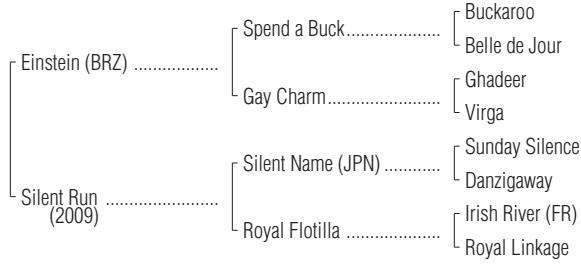 Buckaroo
Spend a Buck
Belle de Jour
Einstein (BRZ)
Ghadeer
Gay Charm
Virga
Sunday Silence
Silent Name (JPN)
Danzigaway
Silent Run
(2009)
Irish River (FR)
Royal Flotilla
Royal Linkage